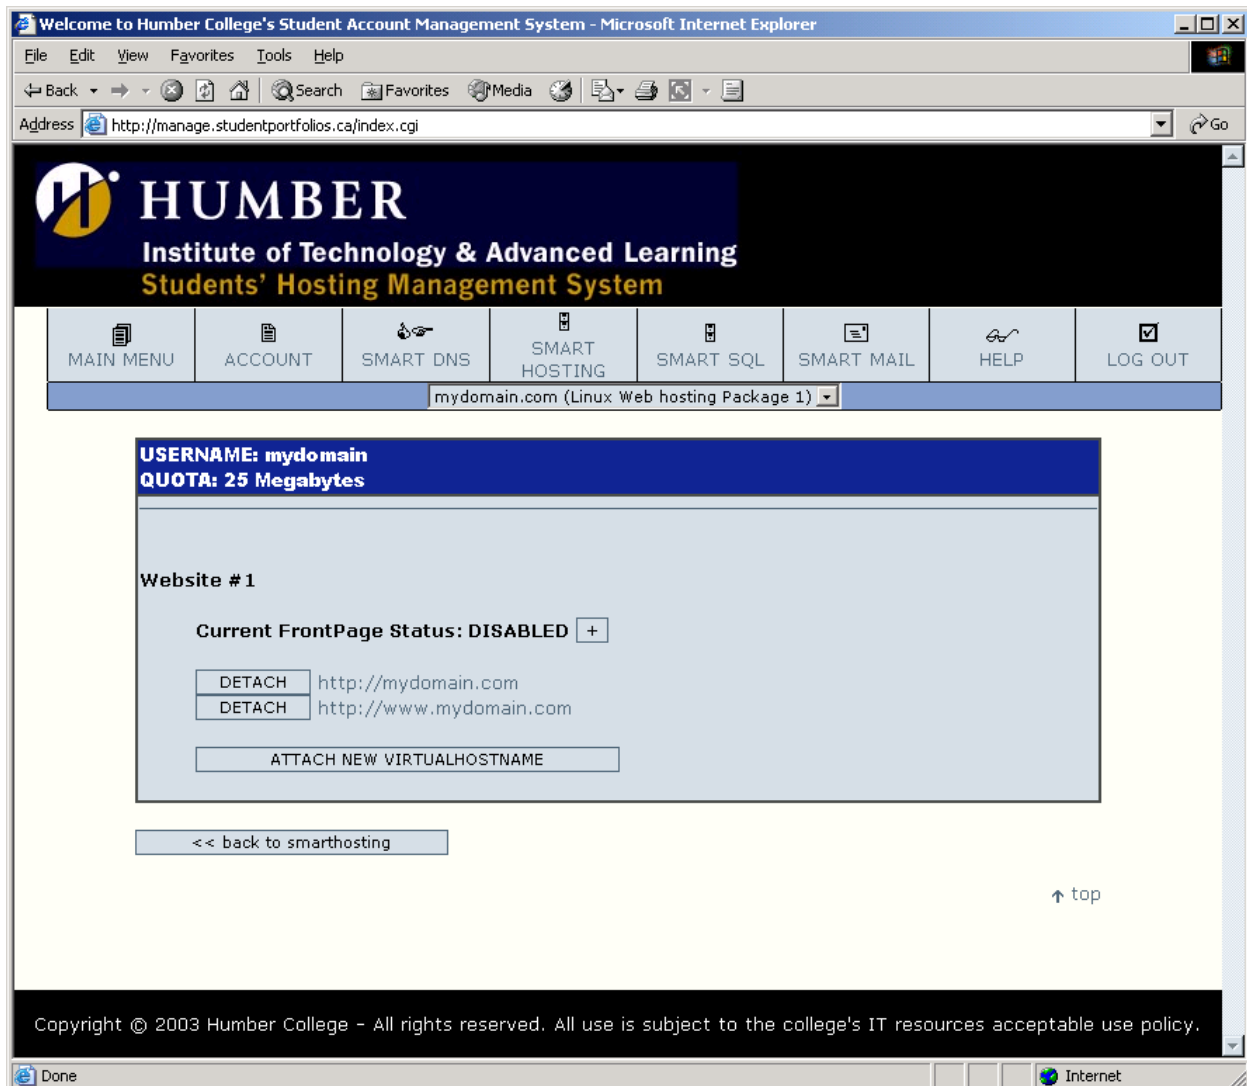 Welcome to Humber College's Student Account Management System - Microsoft Internet Explorer
File Edit View Favorites Tools Help
Back Search Favorites Media
Address http://manage.studentportfolios.ca/index.cgi Go
HUMBER
Institute of Technology & Advanced Learning
Students' Hosting Management System
MAIN MENU ACCOUNT SMART DNS SMART HOSTING SMART SQL SMART MAIL HELP LOG OUT
mydomain.com (Linux Web hosting Package 1)
USERNAME: mydomain
QUOTA: 25 Megabytes
Website #1
Current FrontPage Status: DISABLED +
DETACH http://mydomain.com
DETACH http://www.mydomain.com
ATTACH NEW VIRTUALHOSTNAME
<< back to smarthosting
↑ top
Copyright © 2003 Humber College - All rights reserved. All use is subject to the college's IT resources acceptable use policy.
Done Internet